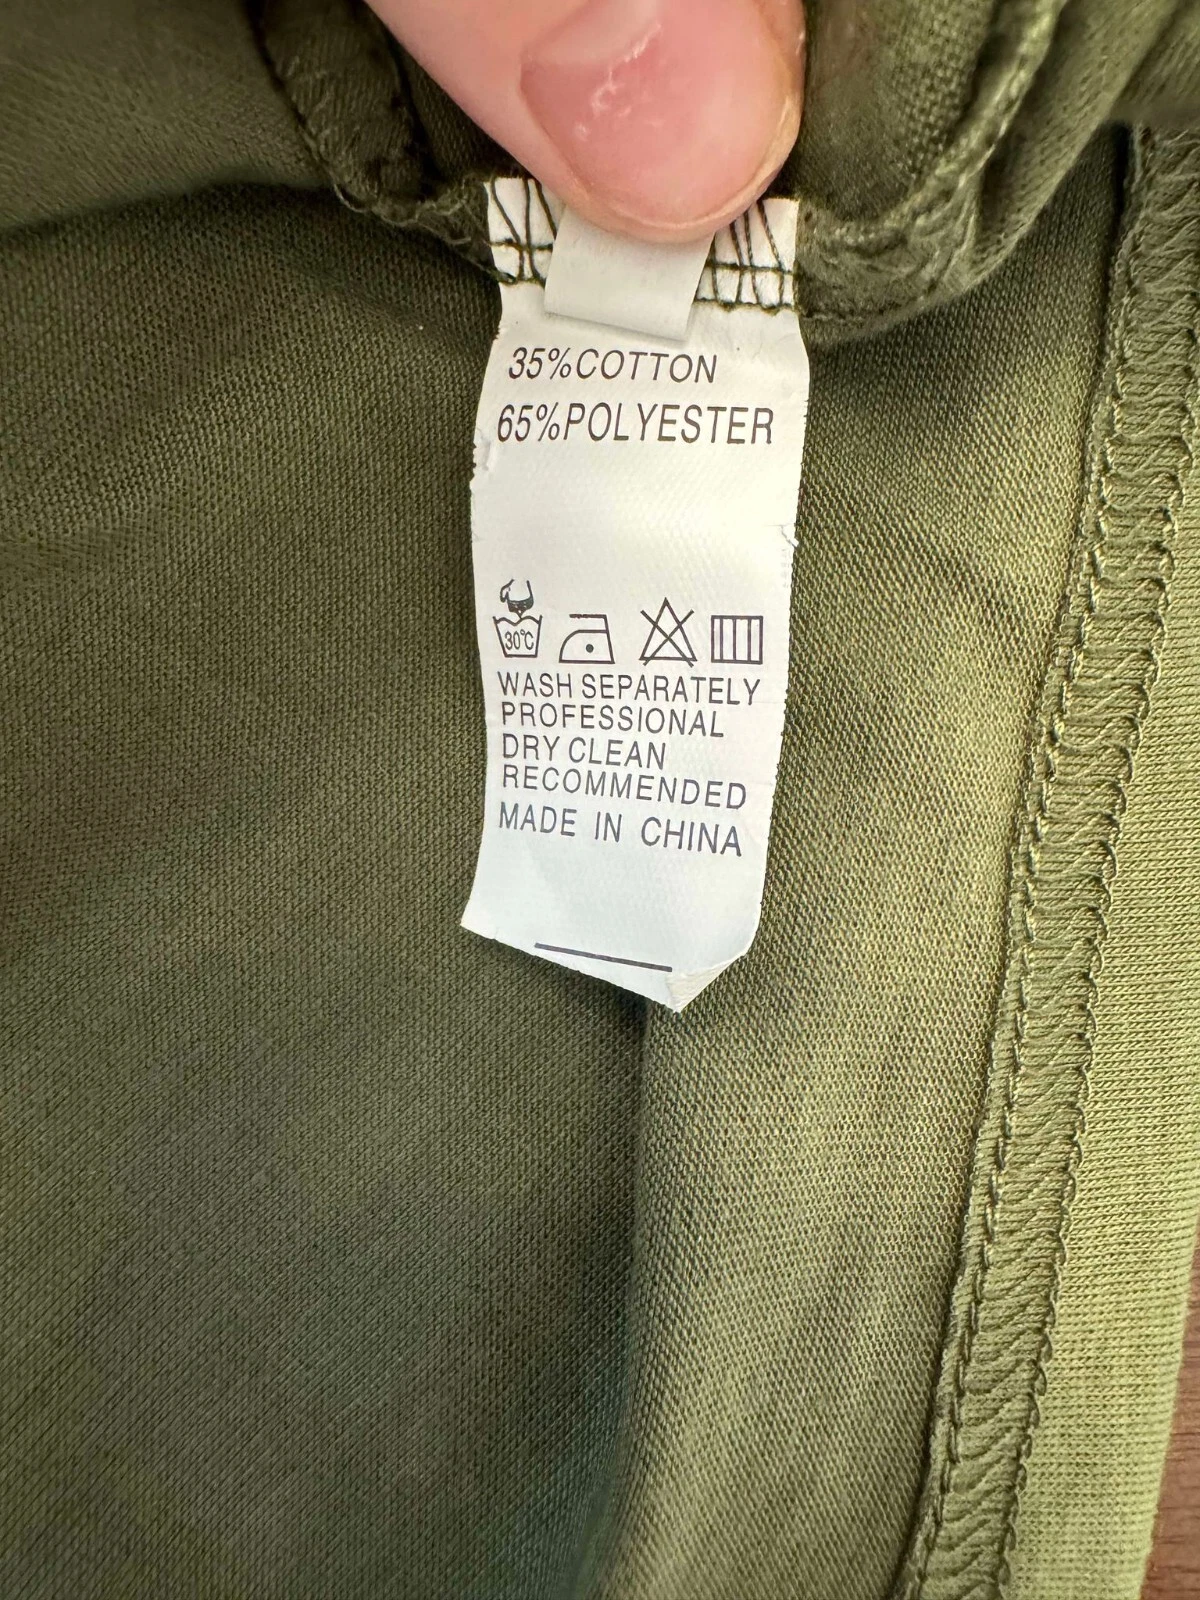 35%COTTON
65%POLYESTER
30℃
WASH SEPARATELY
PROFESSIONAL
DRY CLEAN
RECOMMENDED
MADE IN CHINA